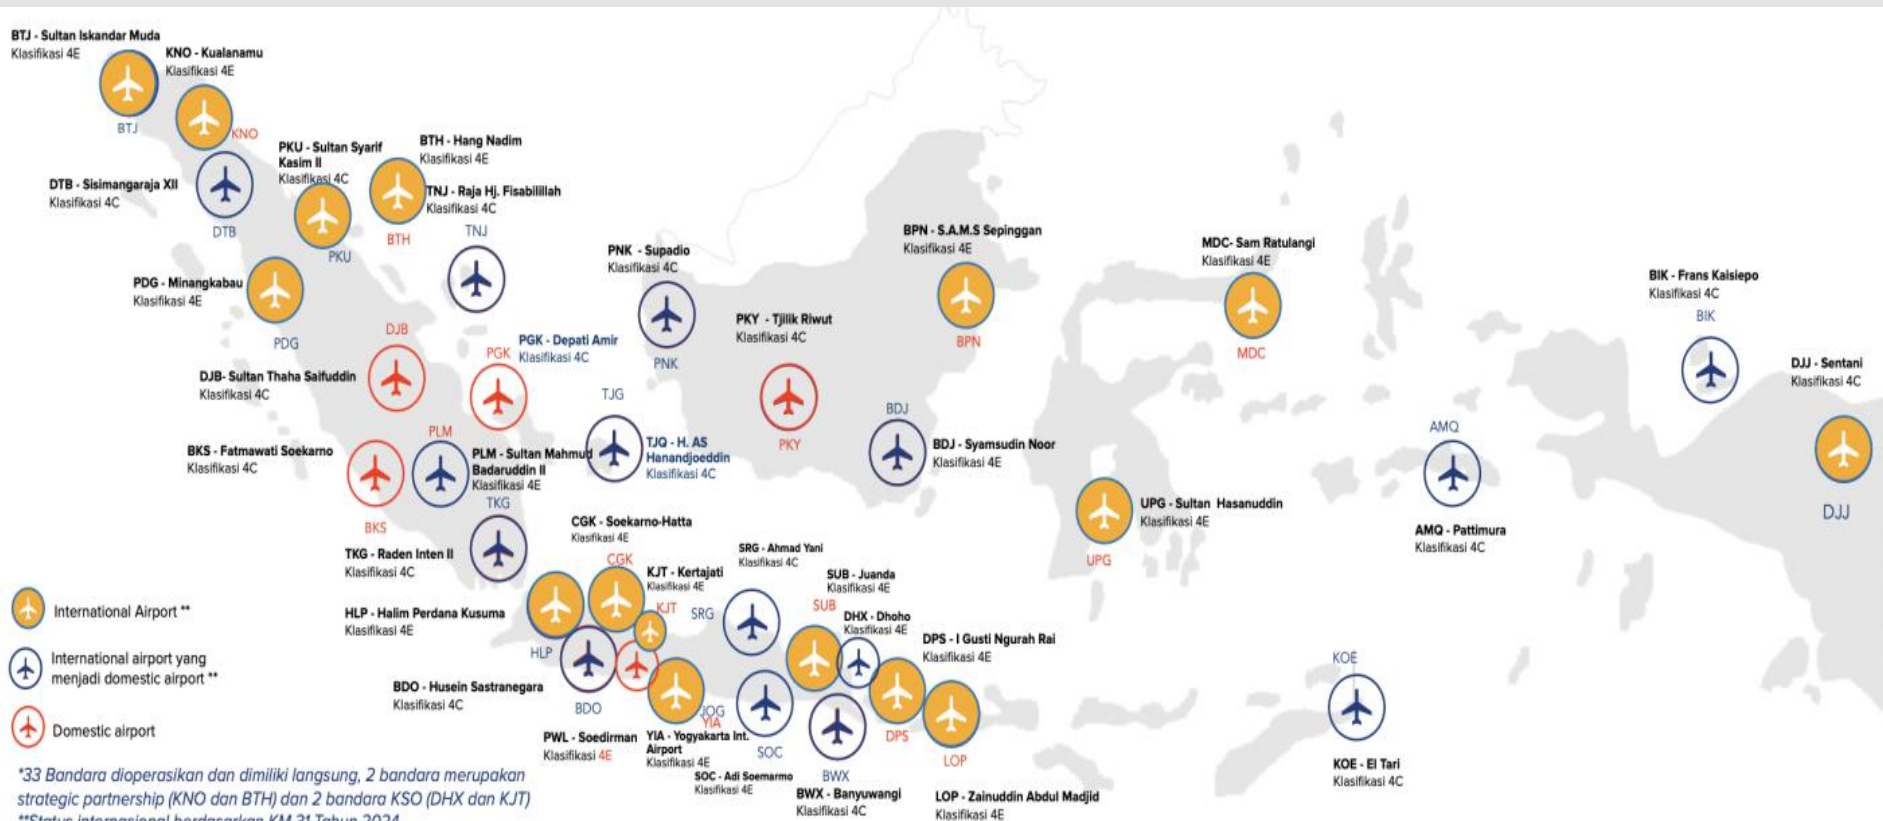 BTJ - Sultan Iskandar Muda
Klasifikasi 4E
BTJ
KNO - Kualanamu
Klasifikasi 4E
KNO
DTB - Sisimangaraja XII
Klasifikasi 4C
DTB
PKU - Sultan Syarif
Kasim II
Klasifikasi 4C
PKU
BTH - Hang Nadim
Klasifikasi 4E
BTH
TNJ - Raja Hj. Fisabilillah
Klasifikasi 4C
TNJ
PDG - Minangkabau
Klasifikasi 4E
PDG
DJB
DJB- Sultan Thaha Saifuddin
Klasifikasi 4C
PGK
PGK - Depati Amir
Klasifikasi 4C
BKS - Fatmawati Soekarno
Klasifikasi 4C
BKS
PLM
PLM - Sultan Mahmud
Badaruddin II
Klasifikasi 4E
TKG
TKG - Raden Inten II
Klasifikasi 4C
PNK - Supadio
Klasifikasi 4C
PNK
TJG
TJQ - H. AS
Hanandjoeddin
Klasifikasi 4C
PKY - Tjilik Riwut
Klasifikasi 4C
PKY
BPN - S.A.M.S Sepinggan
Klasifikasi 4E
BPN
BDJ
BDJ - Syamsudin Noor
Klasifikasi 4E
MDC- Sam Ratulangi
Klasifikasi 4E
MDC
UPG - Sultan Hasanuddin
Klasifikasi 4E
UPG
BIK - Frans Kaisiepo
Klasifikasi 4C
BIK
DJJ - Sentani
Klasifikasi 4C
DJJ
AMQ
AMQ - Pattimura
Klasifikasi 4C
CGK - Soekarno-Hatta
Klasifikasi 4E
CGK
KJT - Kertajati
Klasifikasi 4E
KJT
HLP - Halim Perdana Kusuma
Klasifikasi 4E
HLP
BDO - Husein Sastranegara
Klasifikasi 4C
BDO
SRG - Ahmad Yani
Klasifikasi 4C
SRG
SUB - Juanda
Klasifikasi 4E
SUB
DHX - Dhoho
Klasifikasi 4E
DPS - I Gusti Ngurah Rai
Klasifikasi 4E
DPS
PWL - Soedirman
Klasifikasi 4E
JOG
YIA
YIA - Yogyakarta Int.
Airport
Klasifikasi 4E
SOC
SOC - Adi Soemarmo
Klasifikasi 4E
BWX
BWX - Banyuwangi
Klasifikasi 4C
LOP
LOP - Zainuddin Abdul Madjid
Klasifikasi 4E
KOE
KOE - El Tari
Klasifikasi 4C
International Airport **
International airport yang
menjadi domestic airport **
Domestic airport
*33 Bandara dioperasikan dan dimiliki langsung, 2 bandara merupakan
strategic partnership (KNO dan BTH) dan 2 bandara KSO (DHX dan KJT)
**Status internasional berdasarkan KM 31 Tahun 2024